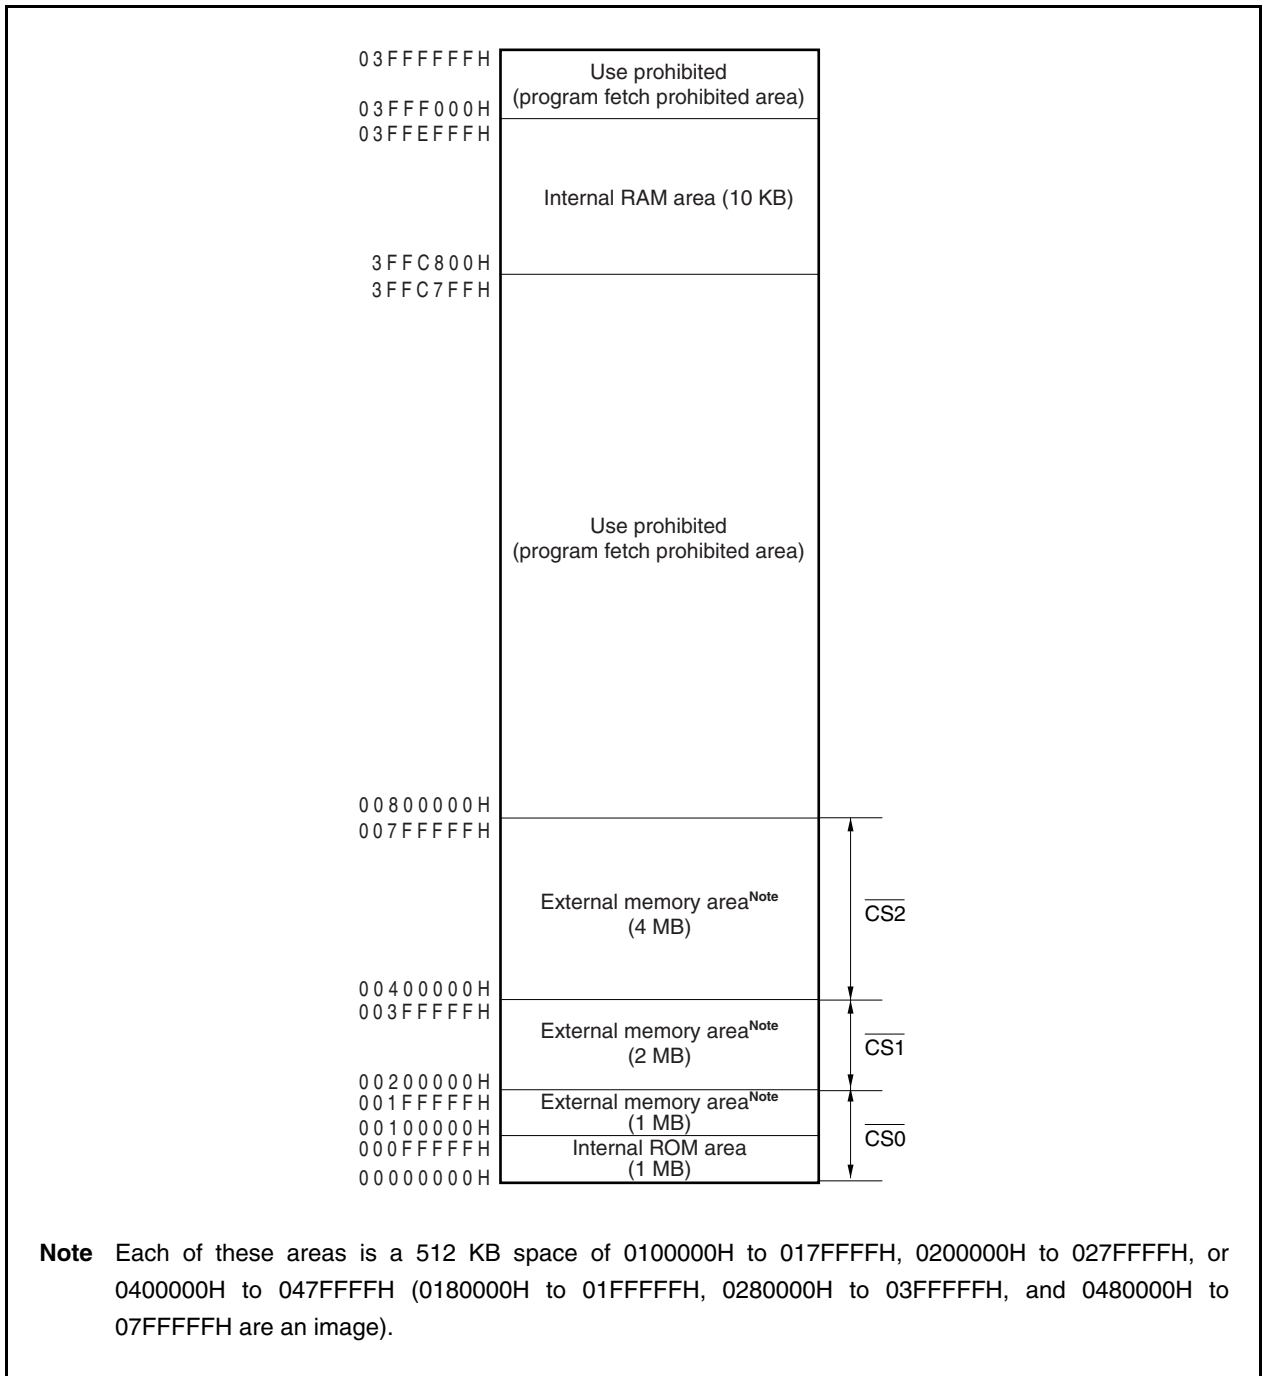 03FFFFFFH
Use prohibited
(program fetch prohibited area)
03FFF000H
03FFEFFFH
Internal RAM area (10 KB)
3FFC800H
3FFC7FFH
Use prohibited
(program fetch prohibited area)
00800000H
007FFFFFH
External memory areaNote
(4 MB)
CS2
00400000H
003FFFFFH
External memory areaNote
(2 MB)
CS1
00200000H
001FFFFFH
External memory areaNote
(1 MB)
00100000H
000FFFFFH
Internal ROM area
(1 MB)
CS0
00000000H
Note Each of these areas is a 512 KB space of 0100000H to 017FFFFH, 0200000H to 027FFFFH, or
0400000H to 047FFFFH (0180000H to 01FFFFFH, 0280000H to 03FFFFFH, and 0480000H to
07FFFFFH are an image).